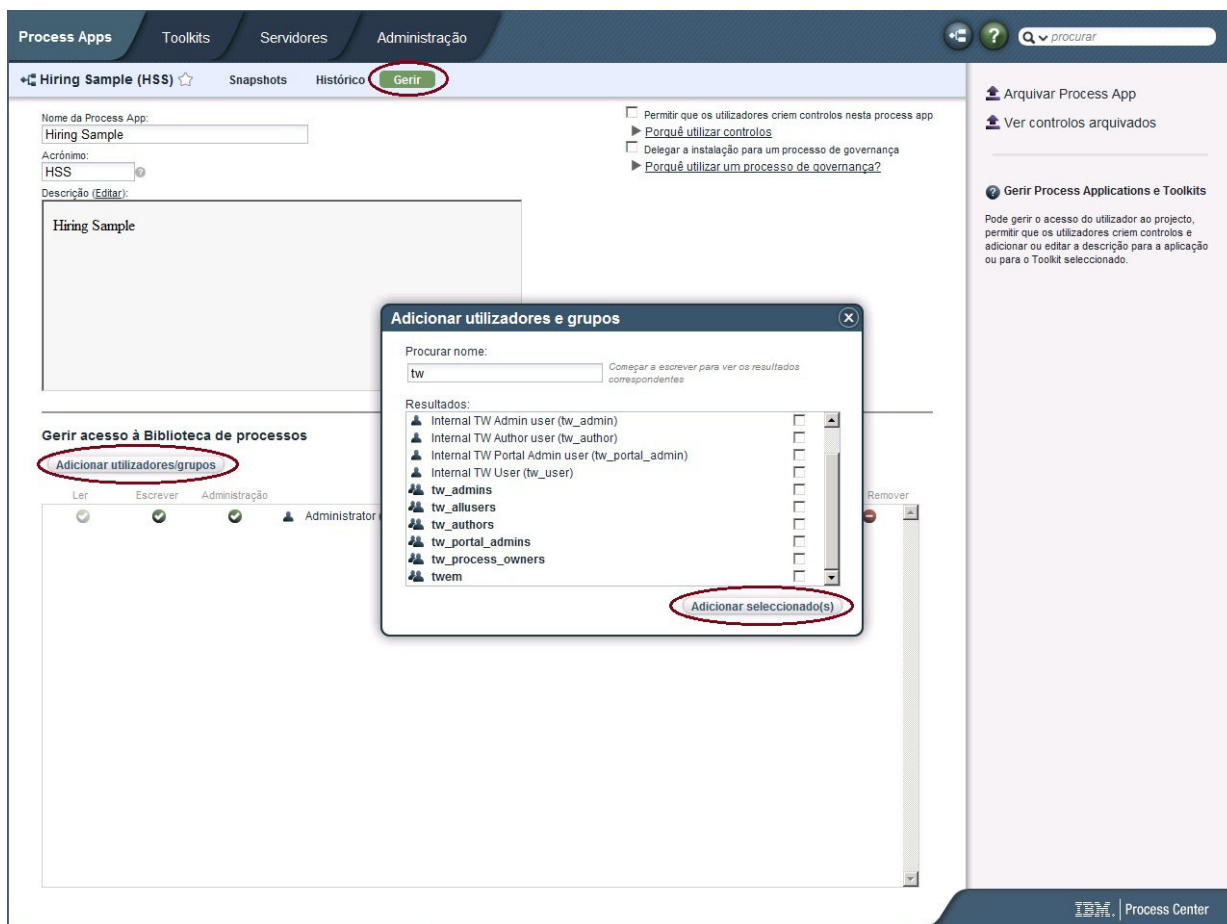 Process Apps
Toolkits
Servidores
Administração
procurar
Hiring Sample (HSS)
Snapshots
Histórico
Gerir
Nome da Process App:
Hiring Sample
Acrónimo:
HSS
Descrição (Editar):
Hiring Sample
Permitir que os utilizadores criem controlos nesta process app
Porquê utilizar controlos
Delegar a instalação para um processo de governança
Porquê utilizar um processo de governança?
Gerir acesso à Biblioteca de processos
Adicionar utilizadores/grupos
Ler
Escrever
Administração
Remover
Administrator
Adicionar utilizadores e grupos
Procurar nome:
tw
Começar a escrever para ver os resultados
correspondentes
Resultados:
Internal TW Admin user (tw_admin)
Internal TW Author user (tw_author)
Internal TW Portal Admin user (tw_portal_admin)
Internal TW User (tw_user)
tw_admins
tw_allusers
tw_authors
tw_portal_admins
tw_process_owners
twem
Adicionar seleccionado(s)
Arquivar Process App
Ver controlos arquivados
Gerir Process Applications e Toolkits
Pode gerir o acesso do utilizador ao projecto,
permitir que os utilizadores criem controlos e
adicionar ou editar a descrição para a aplicação
ou para o Toolkit seleccionado.
IBM. Process Center